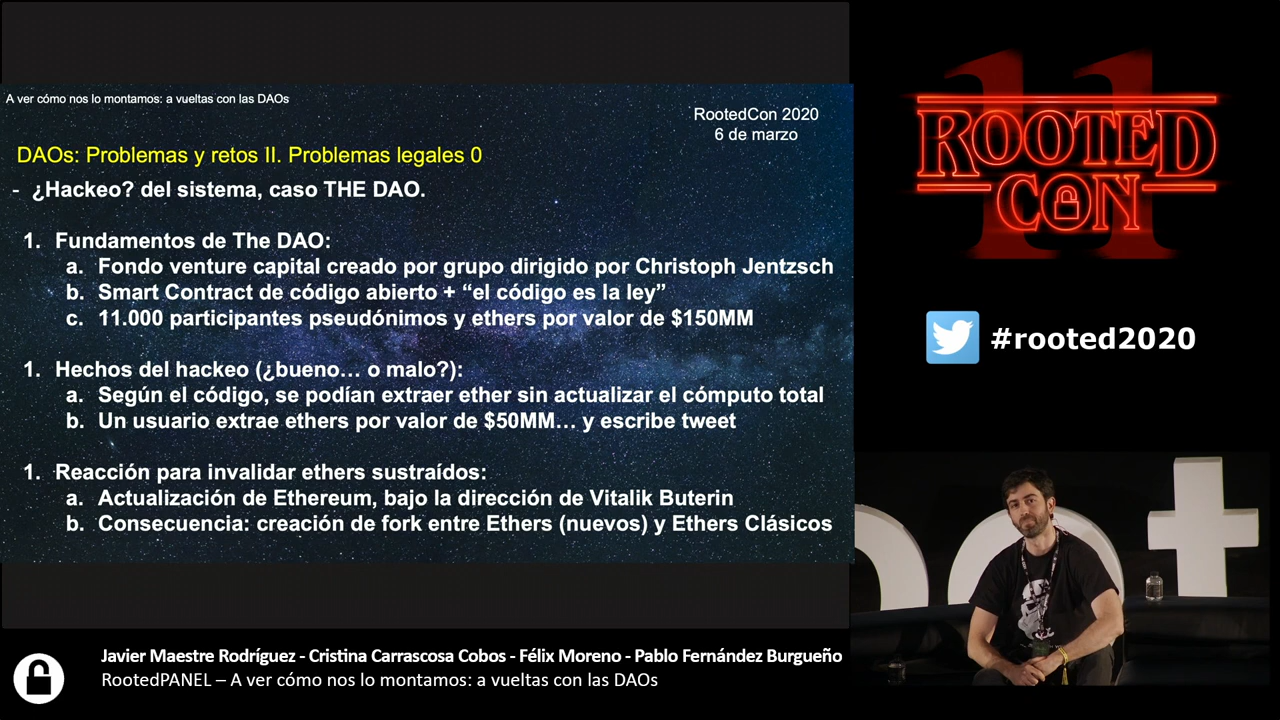 A ver cómo nos lo montamos: a vueltas con las DAOs
RootedCon 2020
6 de marzo
DAOs: Problemas y retos II. Problemas legales 0
- ¿Hackeo? del sistema, caso THE DAO.
1. Fundamentos de The DAO:
a. Fondo venture capital creado por grupo dirigido por Christoph Jentzsch
b. Smart Contract de código abierto + “el código es la ley”
c. 11.000 participantes pseudónimos y ethers por valor de $150MM
1. Hechos del hackeo (¿bueno… o malo?):
a. Según el código, se podían extraer ether sin actualizar el cómputo total
b. Un usuario extrae ethers por valor de $50MM… y escribe tweet
1. Reacción para invalidar ethers sustraídos:
a. Actualización de Ethereum, bajo la dirección de Vitalik Buterin
b. Consecuencia: creación de fork entre Ethers (nuevos) y Ethers Clásicos
11
ROOTED
CON
#rooted2020
oot
Javier Maestre Rodríguez - Cristina Carrascosa Cobos - Félix Moreno - Pablo Fernández Burgueño
RootedPANEL – A ver cómo nos lo montamos: a vueltas con las DAOs